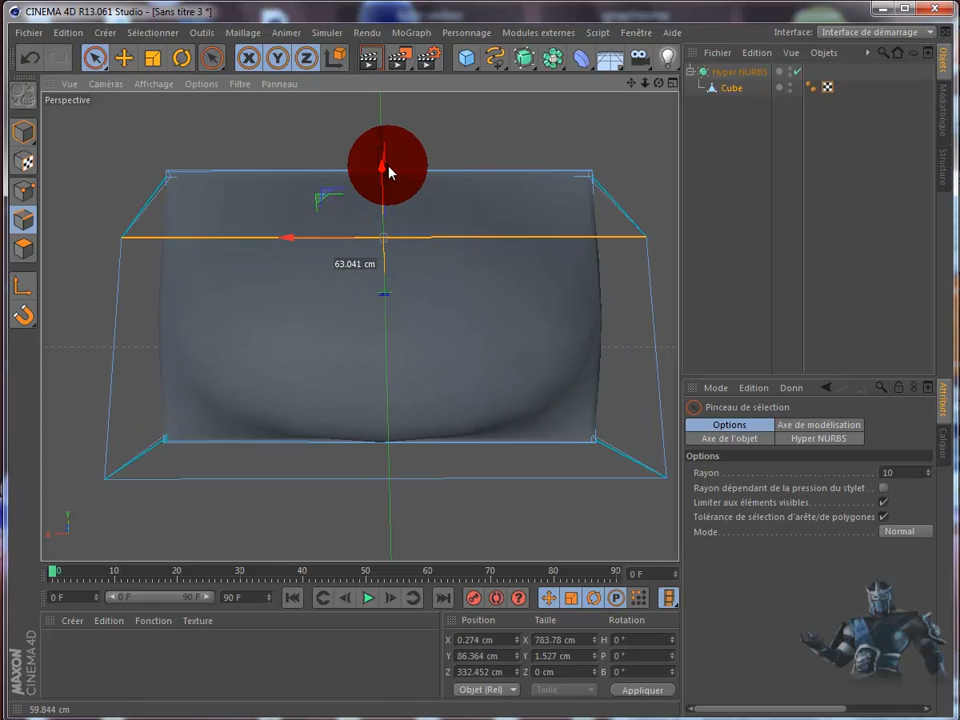 CINEMA 4D R13.061 Studio - [Sans titre 3 *]
Fichier Edition Créer Sélectionner Outils Maillage Animer Simuler Rendu MoGraph Personnage Modules externes Script Fenêtre Aide Interface: Interface de démarrage
X Y Z
Fichier Edition Vue Objets
Vue Caméras Affichage Options Filtre Panneau
Perspective
Hyper NURBS
Cube
Objets
Médiathèque
Structure
63.041 cm
Y
X
Mode Edition Donn
Pinceau de sélection
Options Axe de modélisation
Axe de l'objet Hyper NURBS
Options
Rayon 10
Rayon dépendant de la pression du stylet
Limiter aux éléments visibles
Tolérance de sélection d'arête/de polygones
Mode Normal
Attributs
Calques
0 10 20 30 40 50 60 70 80 90 0 F
0 F 0 F 90 F 90 F
P
Créer Edition Fonction Texture
Position Taille Rotation
X 0.274 cm X 783.78 cm H 0 °
Y 86.364 cm Y 1.527 cm P 0 °
Z 332.452 cm Z 0 cm B 0 °
Objet (Rel) Taille Appliquer
MAXON
CINEMA 4D
59.844 cm